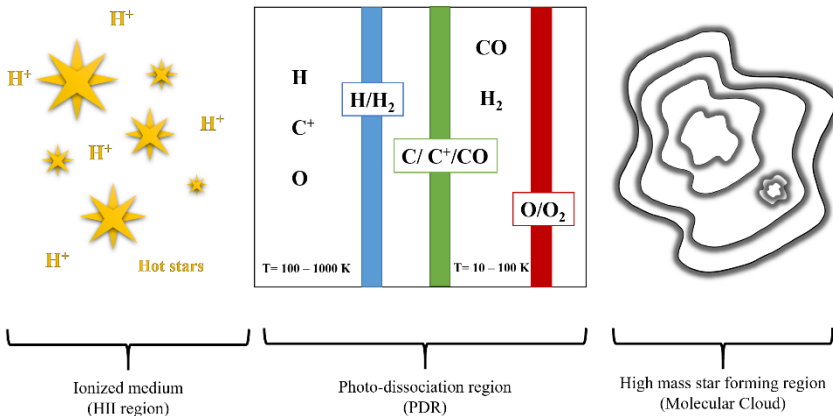 H⁺
H⁺
H⁺
H⁺
H⁺
Hot stars
H
C⁺
O
T= 100 – 1000 K
H/H₂
C/ C⁺/CO
CO
H₂
T= 10 – 100 K
O/O₂
Ionized medium
(HII region)
Photo-dissociation region
(PDR)
High mass star forming region
(Molecular Cloud)